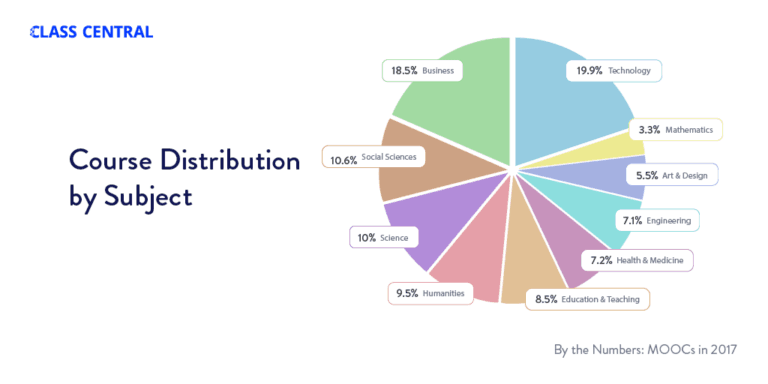 CLASS CENTRAL
Course Distribution
by Subject
18.5% Business
19.9% Technology
3.3% Mathematics
10.6% Social Sciences
5.5% Art & Design
7.1% Engineering
10% Science
7.2% Health & Medicine
9.5% Humanities
8.5% Education & Teaching
By the Numbers: MOOCs in 2017